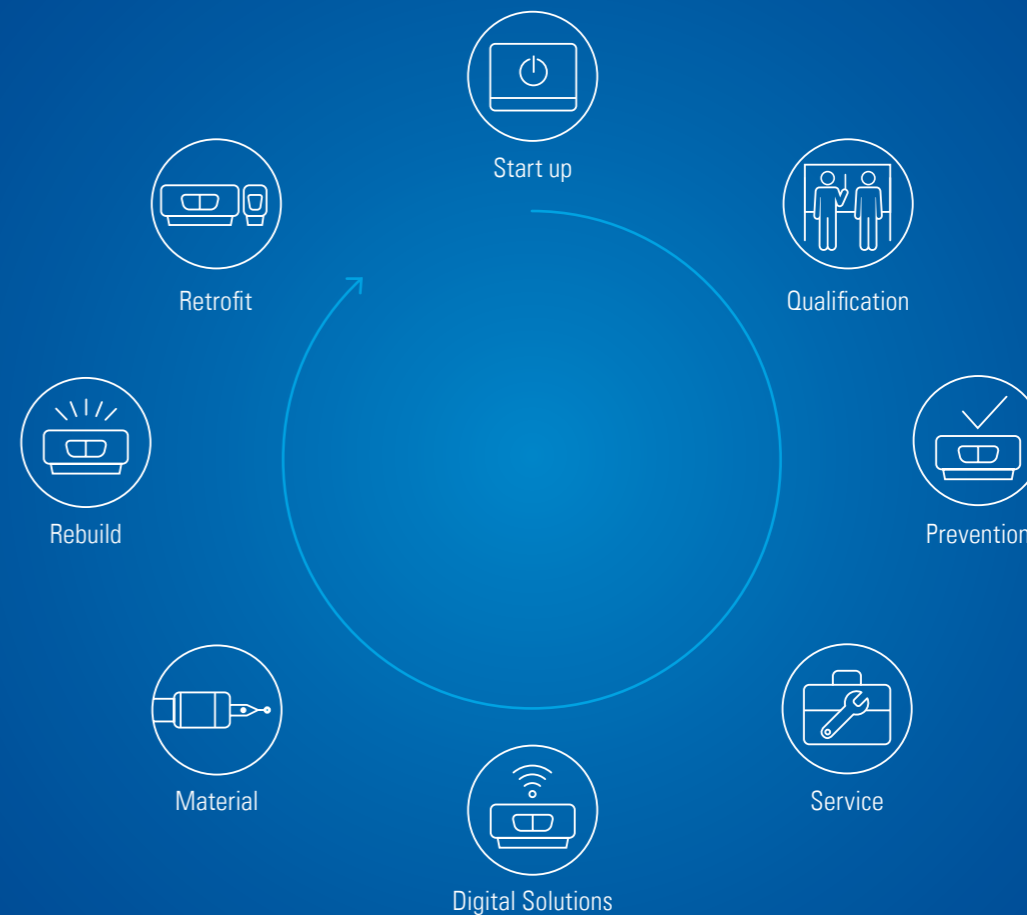 Start up
Qualification
Prevention
Service
Digital Solutions
Material
Rebuild
Retrofit